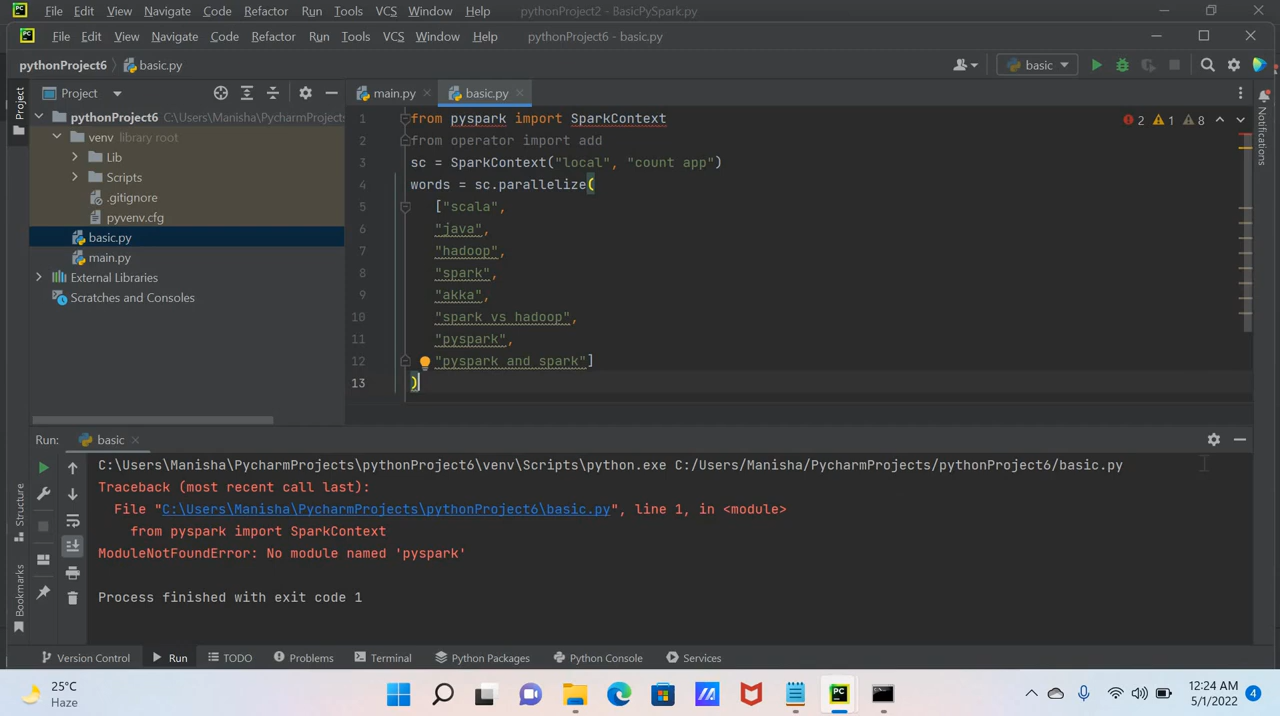 PC File Edit View Navigate Code Refactor Run Tools VCS Window Help pythonProject2 - BasicPySpark.py
PC File Edit View Navigate Code Refactor Run Tools VCS Window Help pythonProject6 - basic.py
pythonProject6 basic.py basic
Project Project main.py basic.py
pythonProject6 C:\Users\Manisha\PycharmProjects
venv library root
Lib
Scripts
.gitignore
pyvenv.cfg
basic.py
main.py
External Libraries
Scratches and Consoles
1 from pyspark import SparkContext 2 1 8
2 from operator import add
3 sc = SparkContext("local", "count app")
4 words = sc.parallelize(
5 ["scala",
6 "java",
7 "hadoop",
8 "spark",
9 "akka",
10 "spark vs hadoop",
11 "pyspark",
12 "pyspark and spark"]
13 )
Notifications
Run: basic
C:\Users\Manisha\PycharmProjects\pythonProject6\venv\Scripts\python.exe C:/Users/Manisha/PycharmProjects/pythonProject6/basic.py
Traceback (most recent call last):
File "C:\Users\Manisha\PycharmProjects\pythonProject6\basic.py", line 1, in <module>
from pyspark import SparkContext
ModuleNotFoundError: No module named 'pyspark'
Process finished with exit code 1
Structure
Bookmarks
Version Control Run TODO Problems Terminal Python Packages Python Console Services
25°C
Haze
PC
12:24 AM
5/1/2022
4